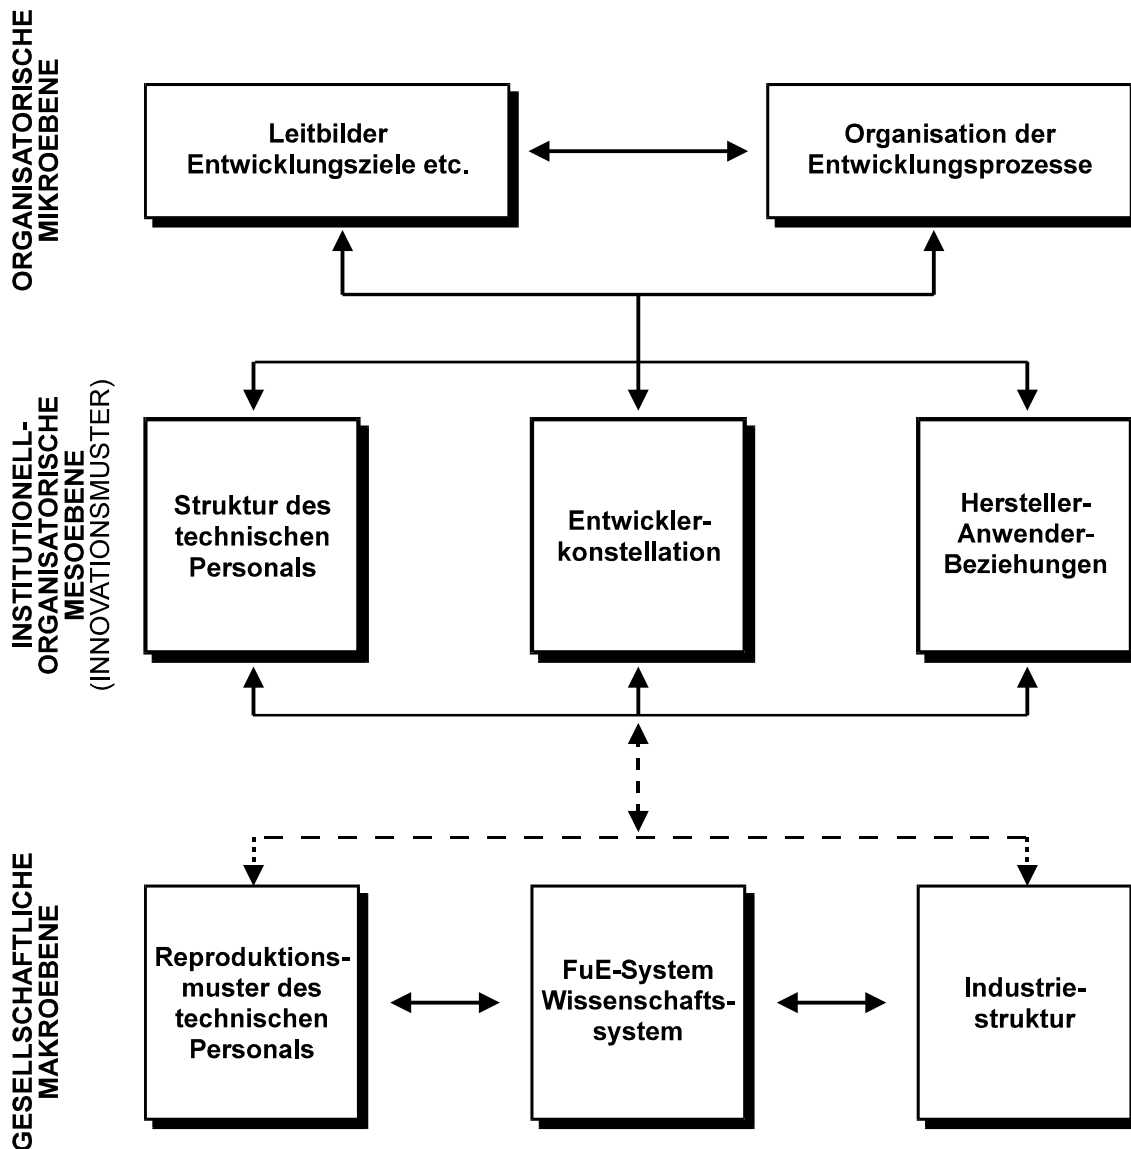 ORGANISATORISCHE
MIKROEBENE
Leitbilder
Entwicklungsziele etc.
Organisation der
Entwicklungsprozesse
INSTITUTIONELL-
ORGANISATORISCHE
MESOEBENE
(INNOVATIONSMUSTER)
Struktur des
technischen
Personals
Entwickler-
konstellation
Hersteller-
Anwender-
Beziehungen
GESELLSCHAFTLICHE
MAKROEBENE
Reproduktions-
muster des
technischen
Personals
FuE-System
Wissenschafts-
system
Industrie-
struktur